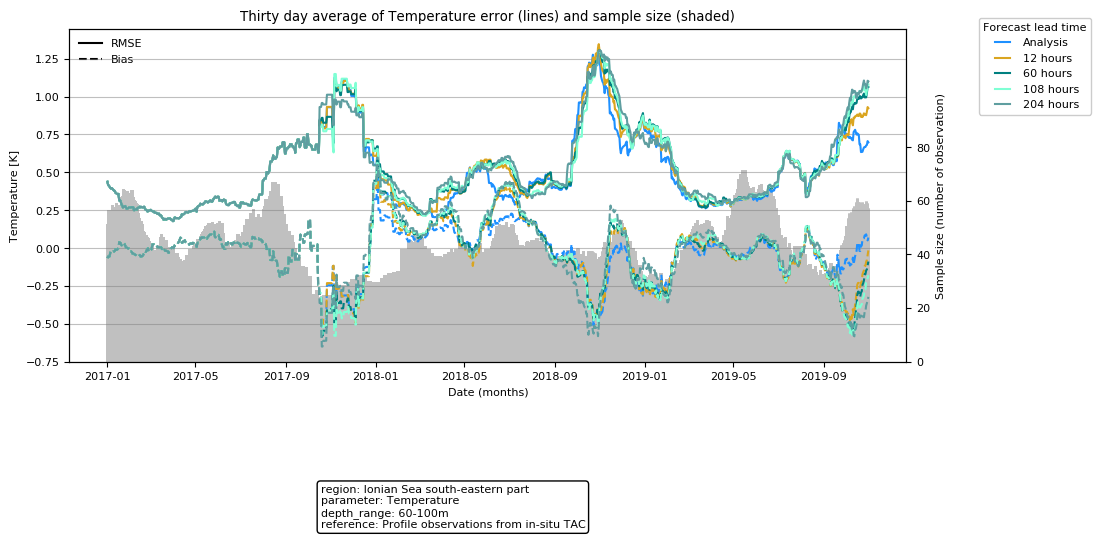 Thirty day average of Temperature error (lines) and sample size (shaded)
RMSE
Bias
Forecast lead time
Analysis
12 hours
60 hours
108 hours
204 hours
Temperature [K]
1.25
1.00
0.75
0.50
0.25
0.00
−0.25
−0.50
−0.75
Sample size (number of observation)
80
60
40
20
0
2017-01
2017-05
2017-09
2018-01
2018-05
2018-09
2019-01
2019-05
2019-09
Date (months)
region: Ionian Sea south-eastern part
parameter: Temperature
depth_range: 60-100m
reference: Profile observations from in-situ TAC